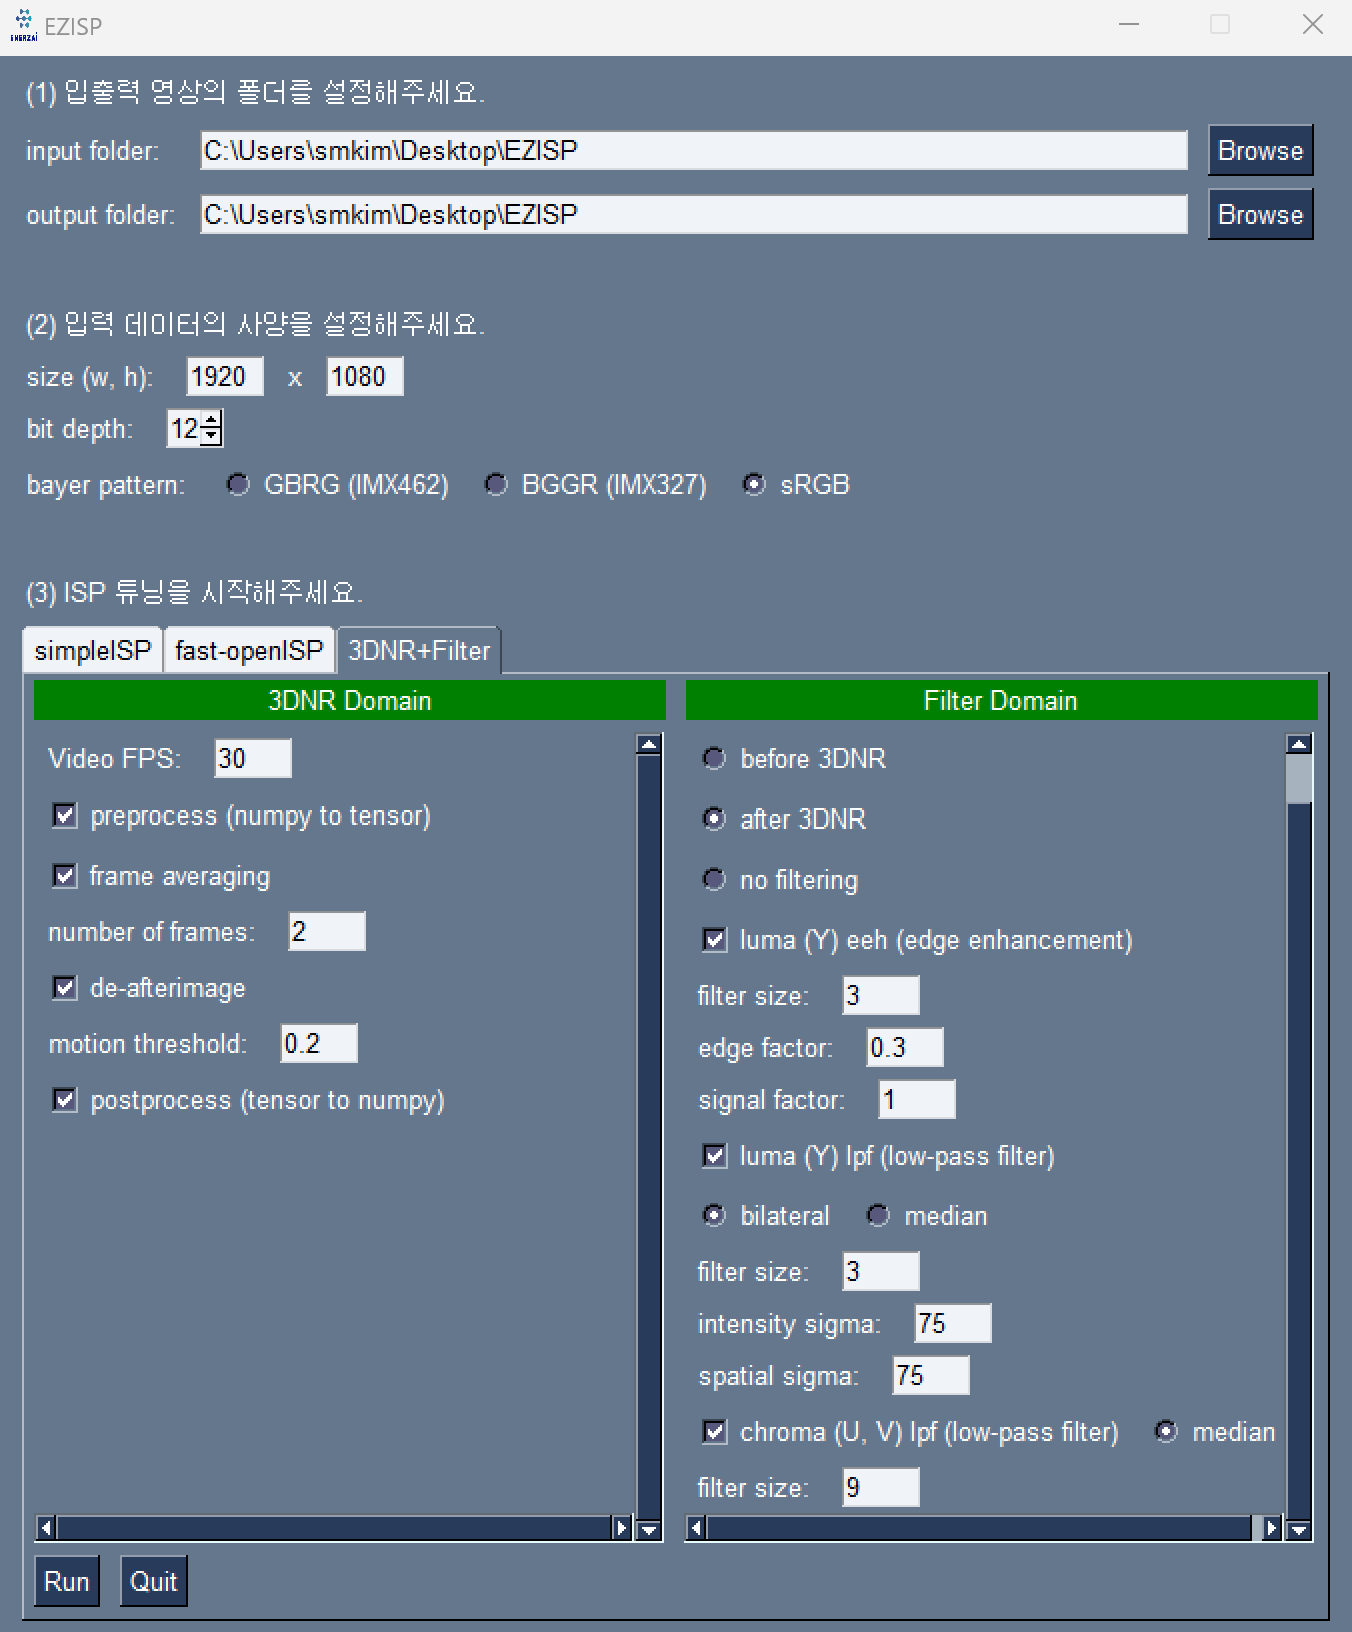 ENERZAi EZISP
(1) 입출력 영상의 폴더를 설정해주세요.
input folder: C:\Users\smkim\Desktop\EZISP Browse
output folder: C:\Users\smkim\Desktop\EZISP Browse
(2) 입력 데이터의 사양을 설정해주세요.
size (w, h): 1920 x 1080
bit depth: 12
bayer pattern: GBRG (IMX462) BGGR (IMX327) sRGB
(3) ISP 튜닝을 시작해주세요.
simpleISP fast-openISP 3DNR+Filter
3DNR Domain
Video FPS: 30
preprocess (numpy to tensor)
frame averaging
number of frames: 2
de-afterimage
motion threshold: 0.2
postprocess (tensor to numpy)
Filter Domain
before 3DNR
after 3DNR
no filtering
luma (Y) eeh (edge enhancement)
filter size: 3
edge factor: 0.3
signal factor: 1
luma (Y) lpf (low-pass filter)
bilateral median
filter size: 3
intensity sigma: 75
spatial sigma: 75
chroma (U, V) lpf (low-pass filter) median
filter size: 9
Run Quit